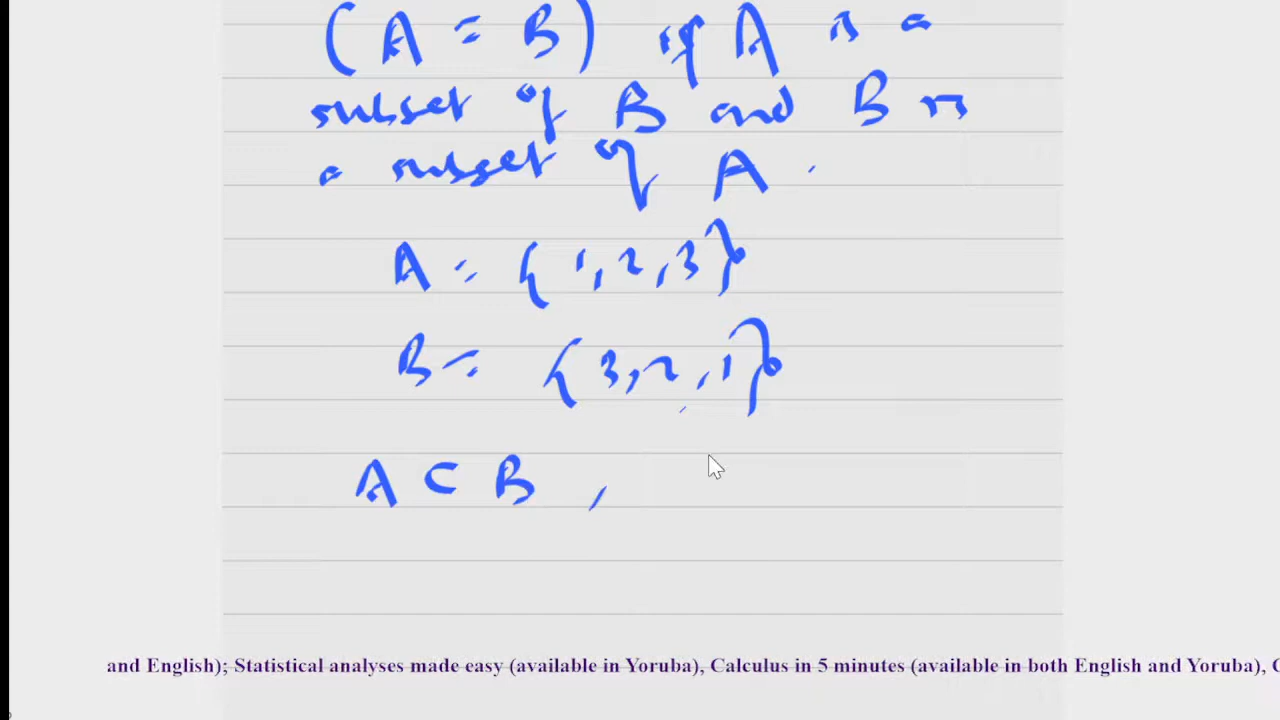 (A = B) if A is a
subset of B and B is
a subset of A.
A = {1,2,3}
B = {3,2,1}
A ⊂ B ,
and English); Statistical analyses made easy (available in Yoruba), Calculus in 5 minutes (available in both English and Yoruba), C